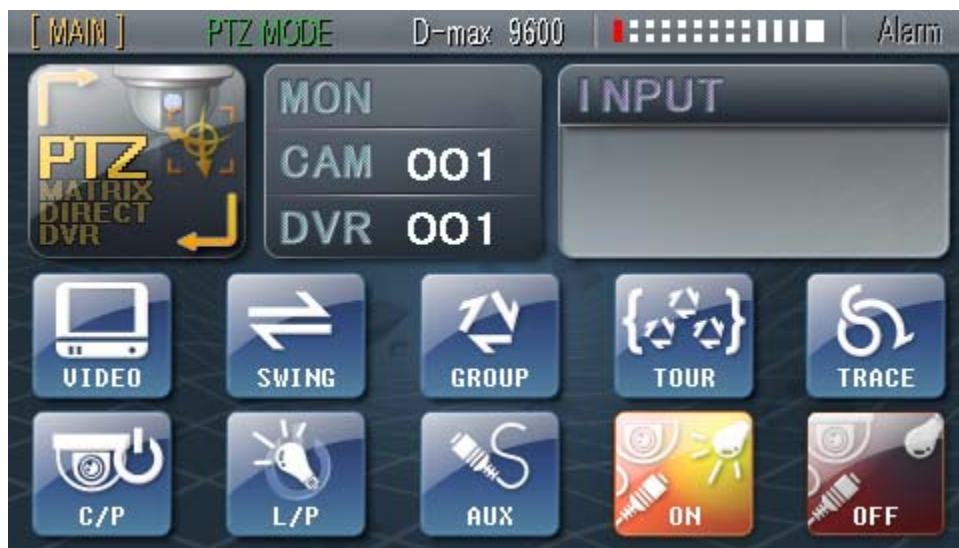 [ MAIN ] PTZ MODE D-max 9600 Alarm
PTZ
MATRIX
DIRECT
DVR
MON
CAM 001
DVR 001
INPUT
VIDEO SWING GROUP TOUR TRACE
C/P L/P AUX ON OFF